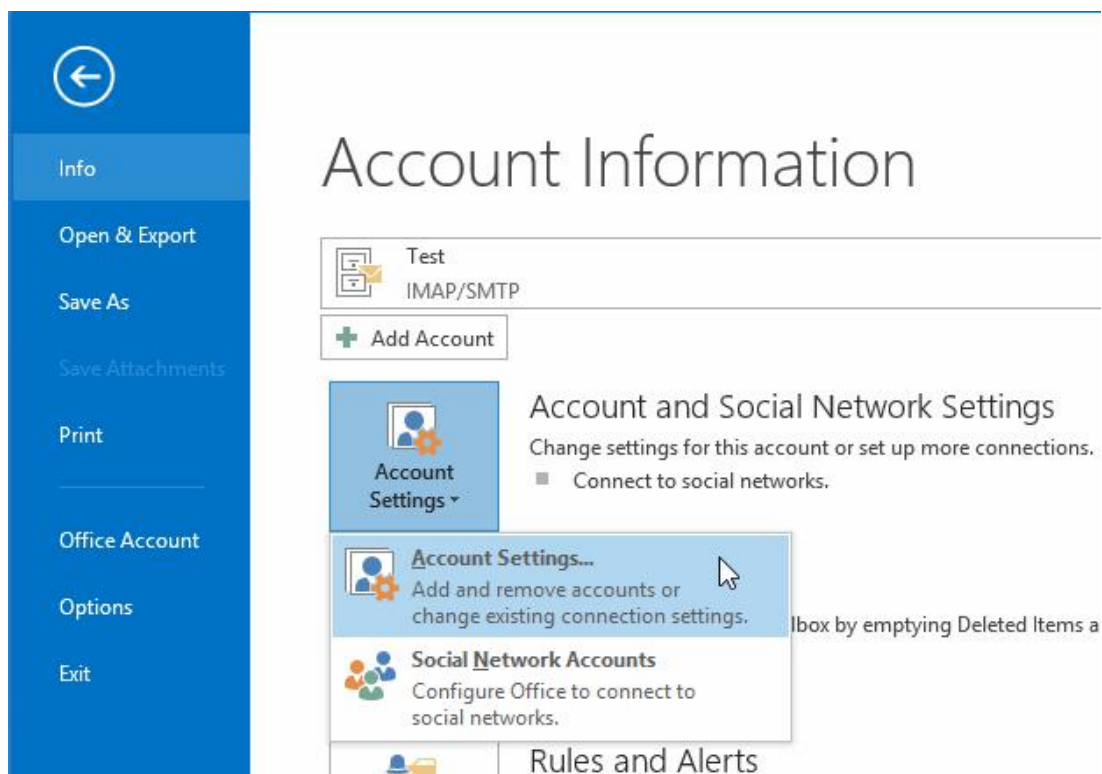 Info
Open & Export
Save As
Save Attachments
Print
Office Account
Options
Exit
Account Information
Test
IMAP/SMTP
Add Account
Account
Settings
Account and Social Network Settings
Change settings for this account or set up more connections.
Connect to social networks.
Account Settings...
Add and remove accounts or
change existing connection settings.
lbox by emptying Deleted Items a
Social Network Accounts
Configure Office to connect to
social networks.
Rules and Alerts